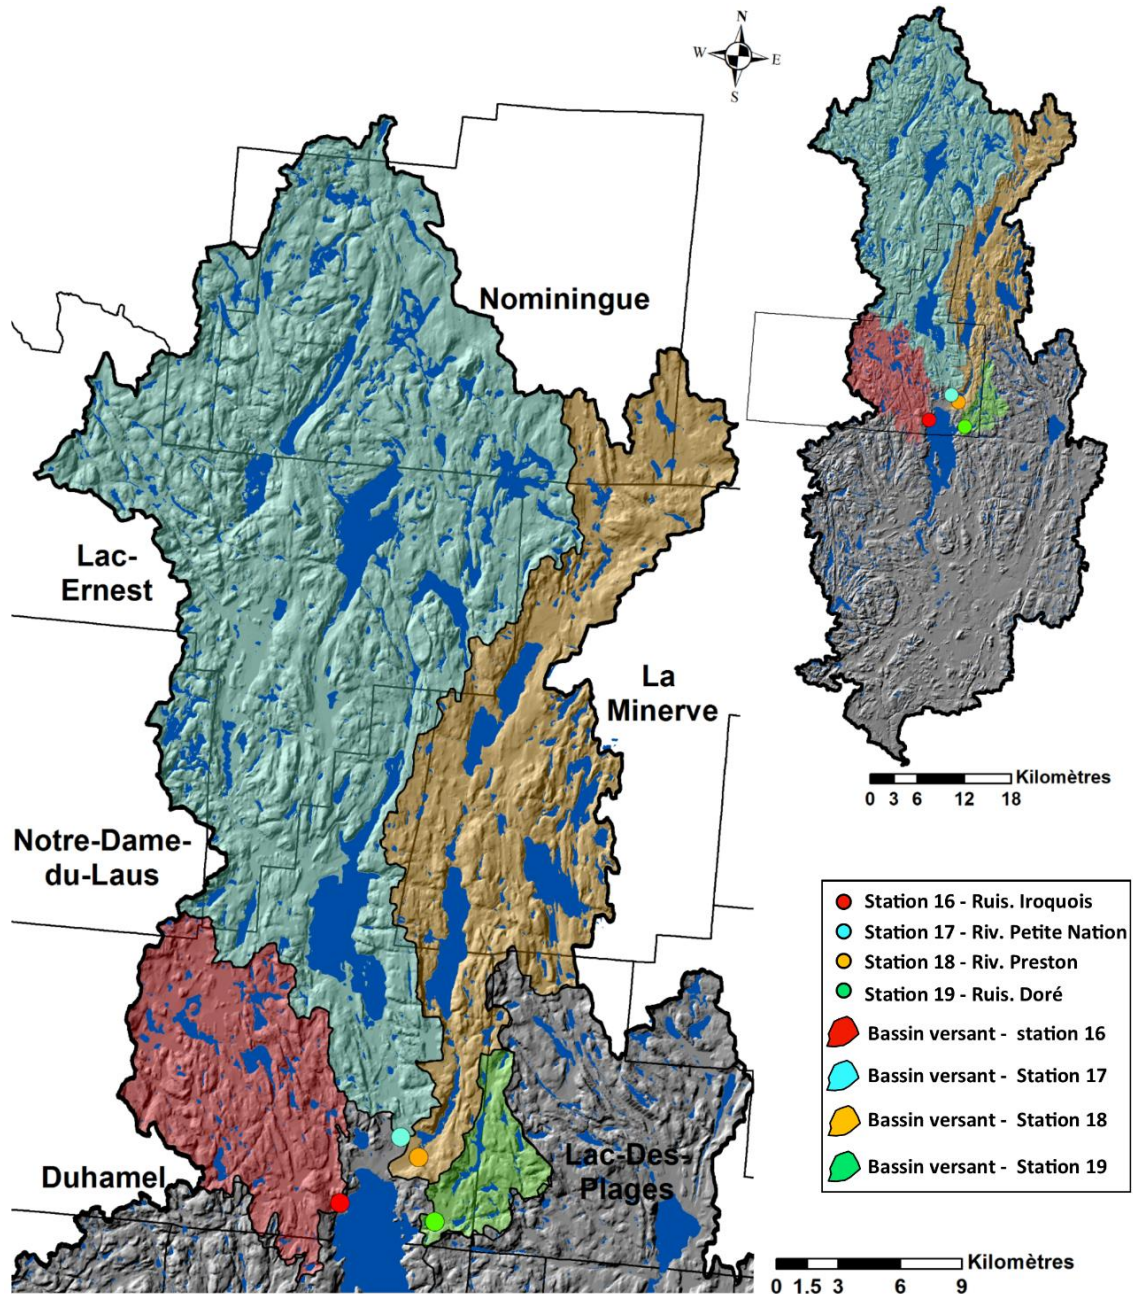 N
W E
S
Nominingue
Lac-
Ernest
La
Minerve
Notre-Dame-
du-Laus
Duhamel
Lac-Des-
Plages
Kilomètres
0 3 6 12 18
Station 16 - Ruis. Iroquois
Station 17 - Riv. Petite Nation
Station 18 - Riv. Preston
Station 19 - Ruis. Doré
Bassin versant - station 16
Bassin versant - Station 17
Bassin versant - Station 18
Bassin versant - Station 19
Kilomètres
0 1.5 3 6 9